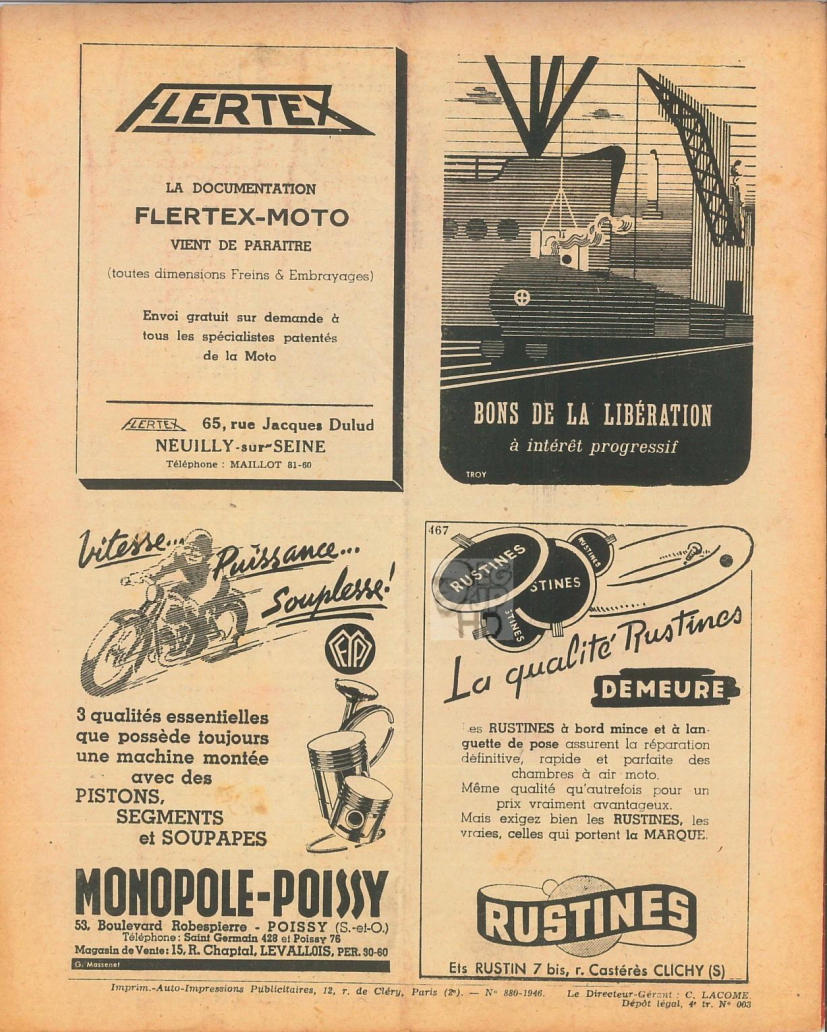 FLERTEX
LA DOCUMENTATION
FLERTEX-MOTO
VIENT DE PARAITRE
(toutes dimensions Freins & Embrayages)
Envoi gratuit sur demande à
tous les spécialistes patentés
de la Moto
FLERTEX 65, rue Jacques Dulud
NEUILLY-sur-SEINE
Téléphone : MAILLOT 81-60
BONS DE LA LIBÉRATION
à intérêt progressif
TROY
Vitesse...
Puissance...
Souplesse!
3 qualités essentielles
que possède toujours
une machine montée
avec des
PISTONS,
SEGMENTS
et SOUPAPES
MONOPOLE-POISSY
53, Boulevard Robespierre - POISSY (S.-et-O.)
Téléphone : Saint Germain 428 et Poissy 76
Magasin de Vente : 15, R. Chaptal, LEVALLOIS, PER. 30-60
G. Massenet
467
RUSTINES
RUSTINES
STINES
STINES
La qualité Rustines
DEMEURE
es RUSTINES à bord mince et à lan-
guette de pose assurent la réparation
définitive, rapide et parfaite des
chambres à air moto.
Même qualité qu'autrefois pour un
prix vraiment avantageux.
Mais exigez bien les RUSTINES, les
vraies, celles qui portent la MARQUE.
RUSTINES
Ets RUSTIN 7 bis, r. Castérès CLICHY (S)
Imprim.-Auto-Impressions Publicitaires, 12, r. de Cléry, Paris (2e). — N° 880-1946. Le Directeur-Gérant : C. LACOME.
Dépôt légal, 4e tr. N° 003